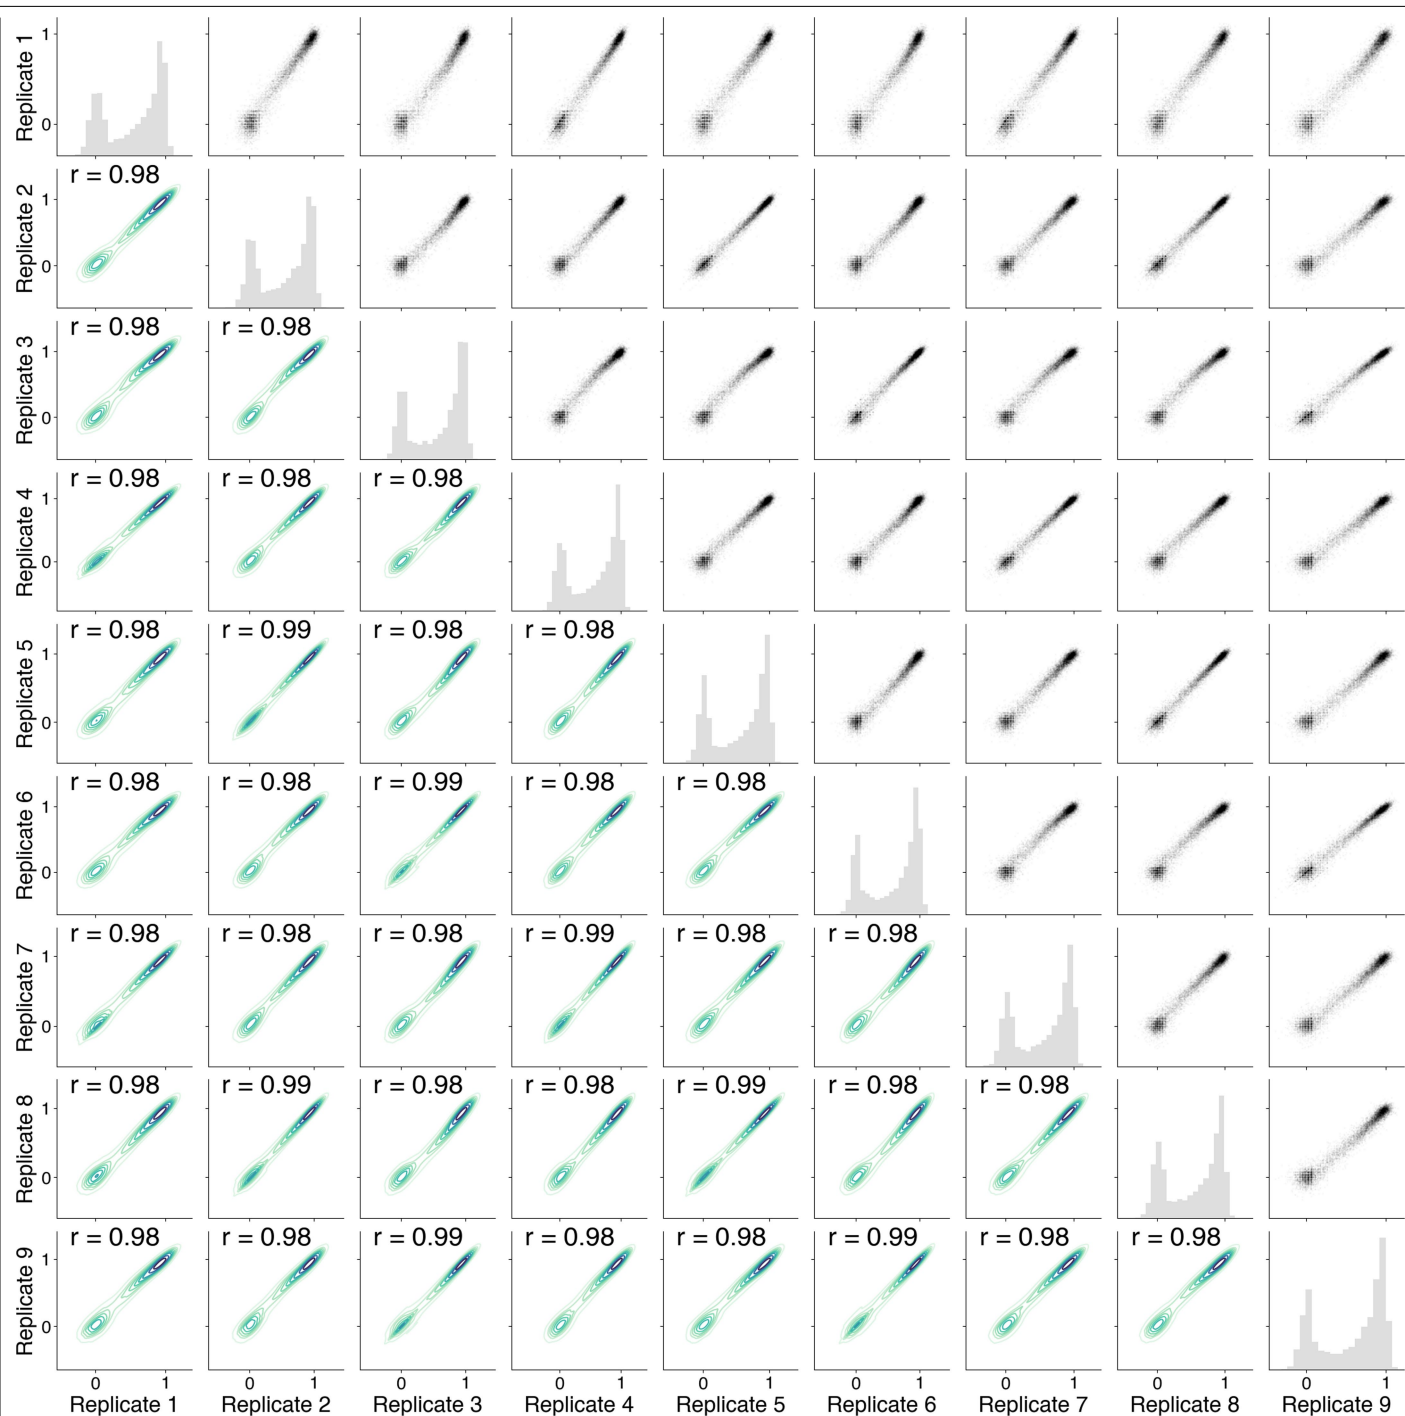 Replicate 1
1
0
r = 0.98
Replicate 2
1
0
r = 0.98 r = 0.98
Replicate 3
1
0
r = 0.98 r = 0.98 r = 0.98
Replicate 4
1
0
r = 0.98 r = 0.99 r = 0.98 r = 0.98
Replicate 5
1
0
r = 0.98 r = 0.98 r = 0.99 r = 0.98 r = 0.98
Replicate 6
1
0
r = 0.98 r = 0.98 r = 0.98 r = 0.99 r = 0.98 r = 0.98
Replicate 7
1
0
r = 0.98 r = 0.99 r = 0.98 r = 0.98 r = 0.99 r = 0.98 r = 0.98
Replicate 8
1
0
r = 0.98 r = 0.98 r = 0.99 r = 0.98 r = 0.98 r = 0.99 r = 0.98 r = 0.98
Replicate 9
1
0
0 1 0 1 0 1 0 1 0 1 0 1 0 1 0 1 0 1
Replicate 1 Replicate 2 Replicate 3 Replicate 4 Replicate 5 Replicate 6 Replicate 7 Replicate 8 Replicate 9